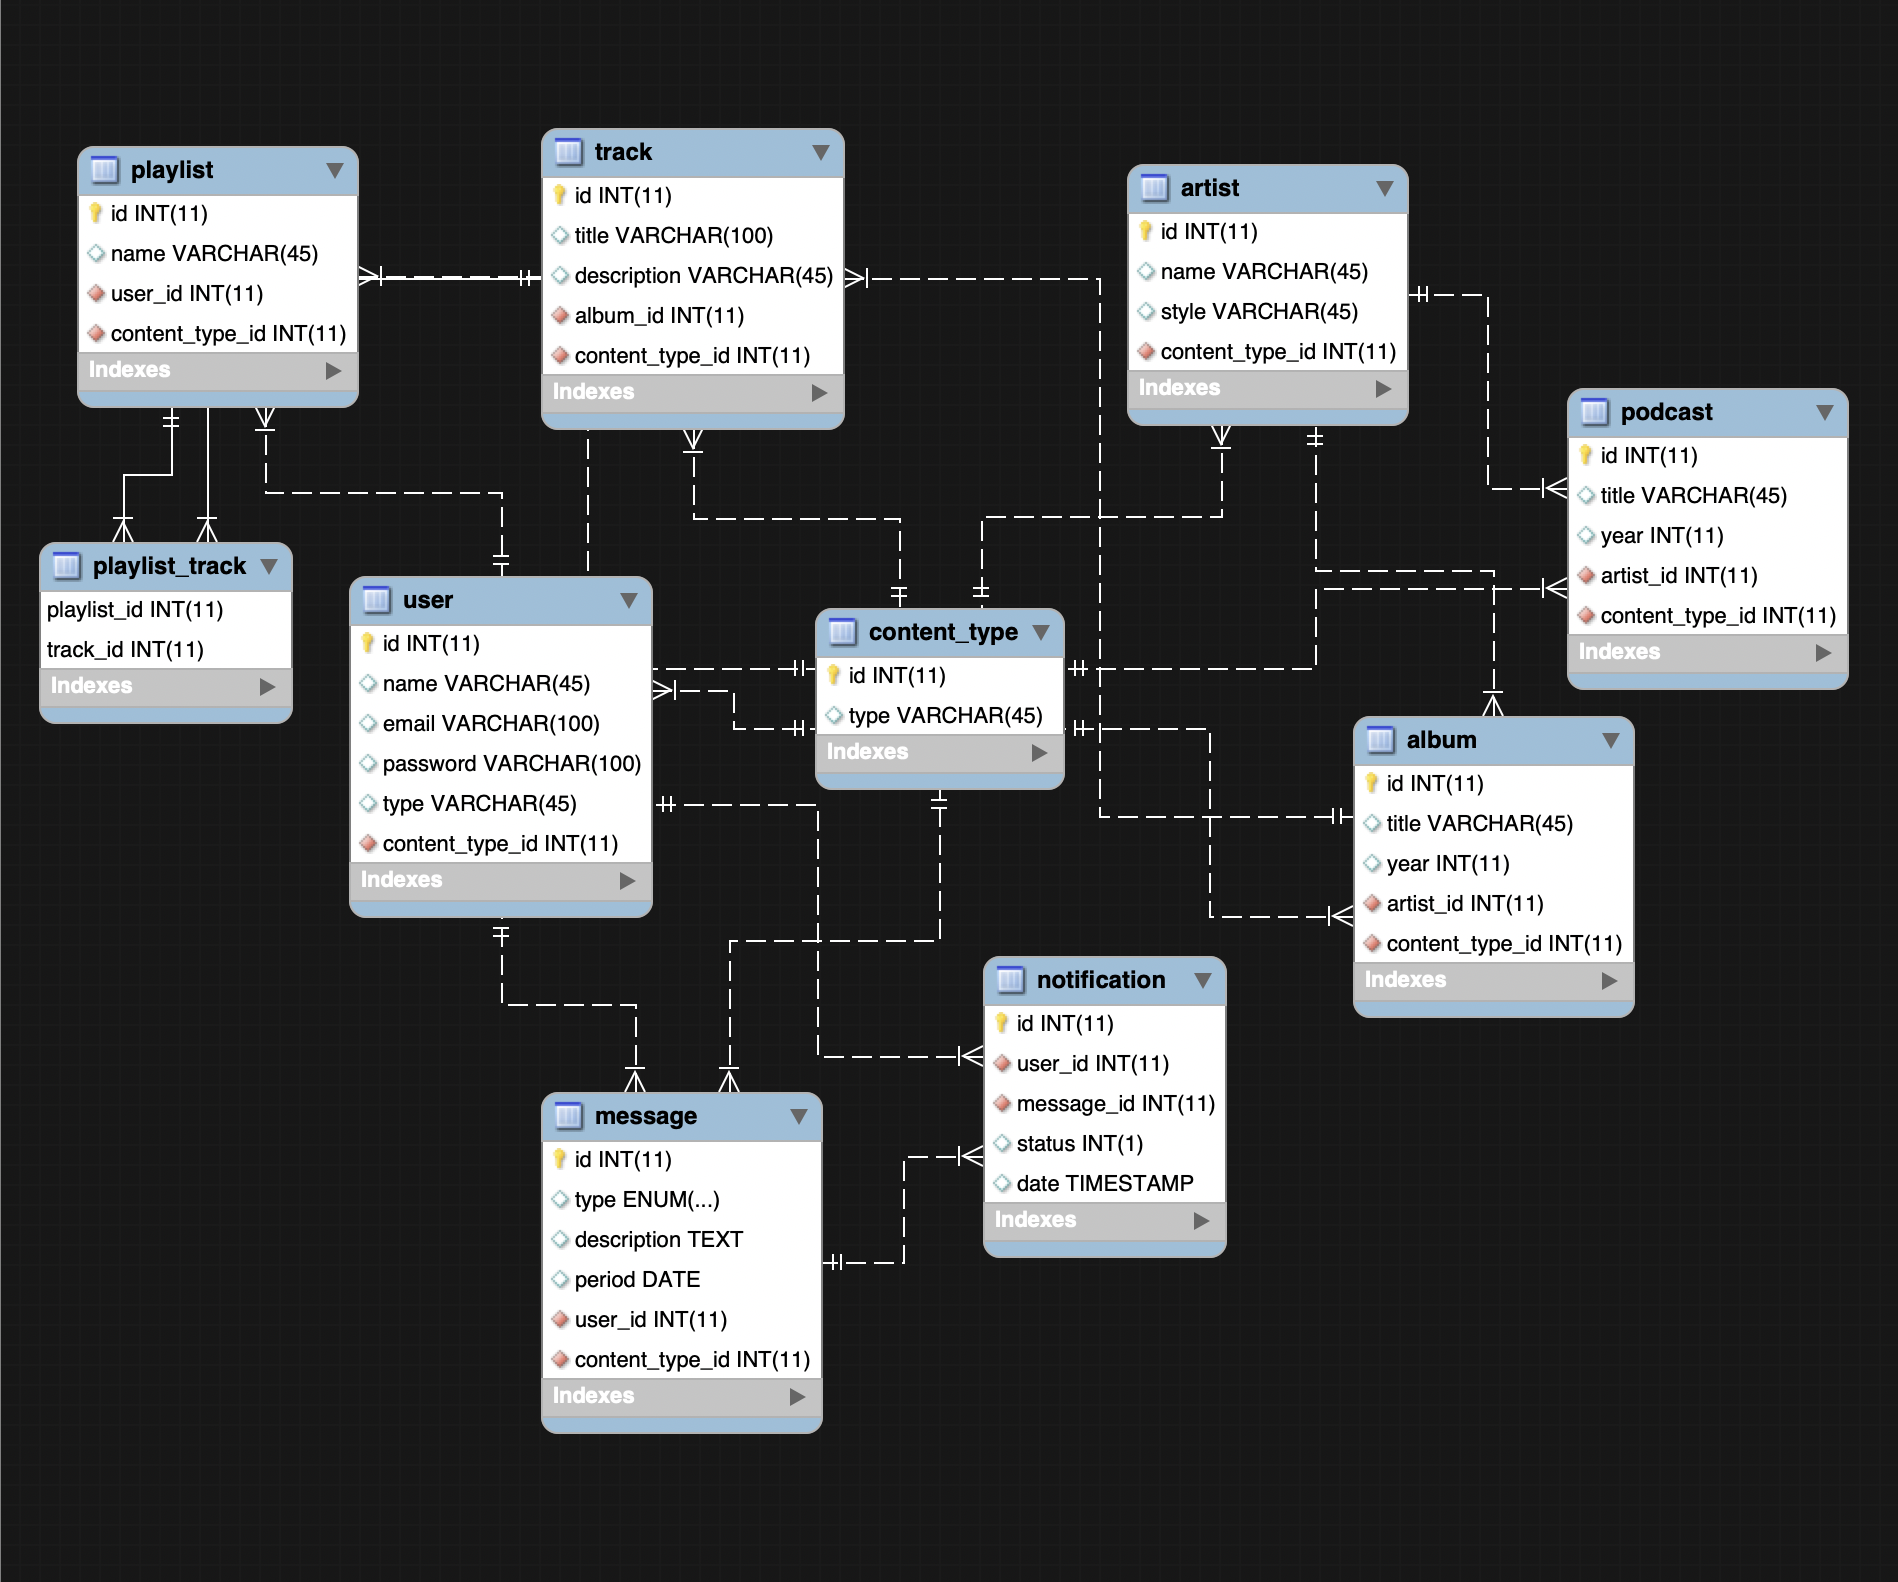 playlist
id INT(11)
name VARCHAR(45)
user_id INT(11)
content_type_id INT(11)
Indexes
track
id INT(11)
title VARCHAR(100)
description VARCHAR(45)
album_id INT(11)
content_type_id INT(11)
Indexes
artist
id INT(11)
name VARCHAR(45)
style VARCHAR(45)
content_type_id INT(11)
Indexes
podcast
id INT(11)
title VARCHAR(45)
year INT(11)
artist_id INT(11)
content_type_id INT(11)
Indexes
playlist_track
playlist_id INT(11)
track_id INT(11)
Indexes
user
id INT(11)
name VARCHAR(45)
email VARCHAR(100)
password VARCHAR(100)
type VARCHAR(45)
content_type_id INT(11)
Indexes
content_type
id INT(11)
type VARCHAR(45)
Indexes
album
id INT(11)
title VARCHAR(45)
year INT(11)
artist_id INT(11)
content_type_id INT(11)
Indexes
notification
id INT(11)
user_id INT(11)
message_id INT(11)
status INT(1)
date TIMESTAMP
Indexes
message
id INT(11)
type ENUM(...)
description TEXT
period DATE
user_id INT(11)
content_type_id INT(11)
Indexes